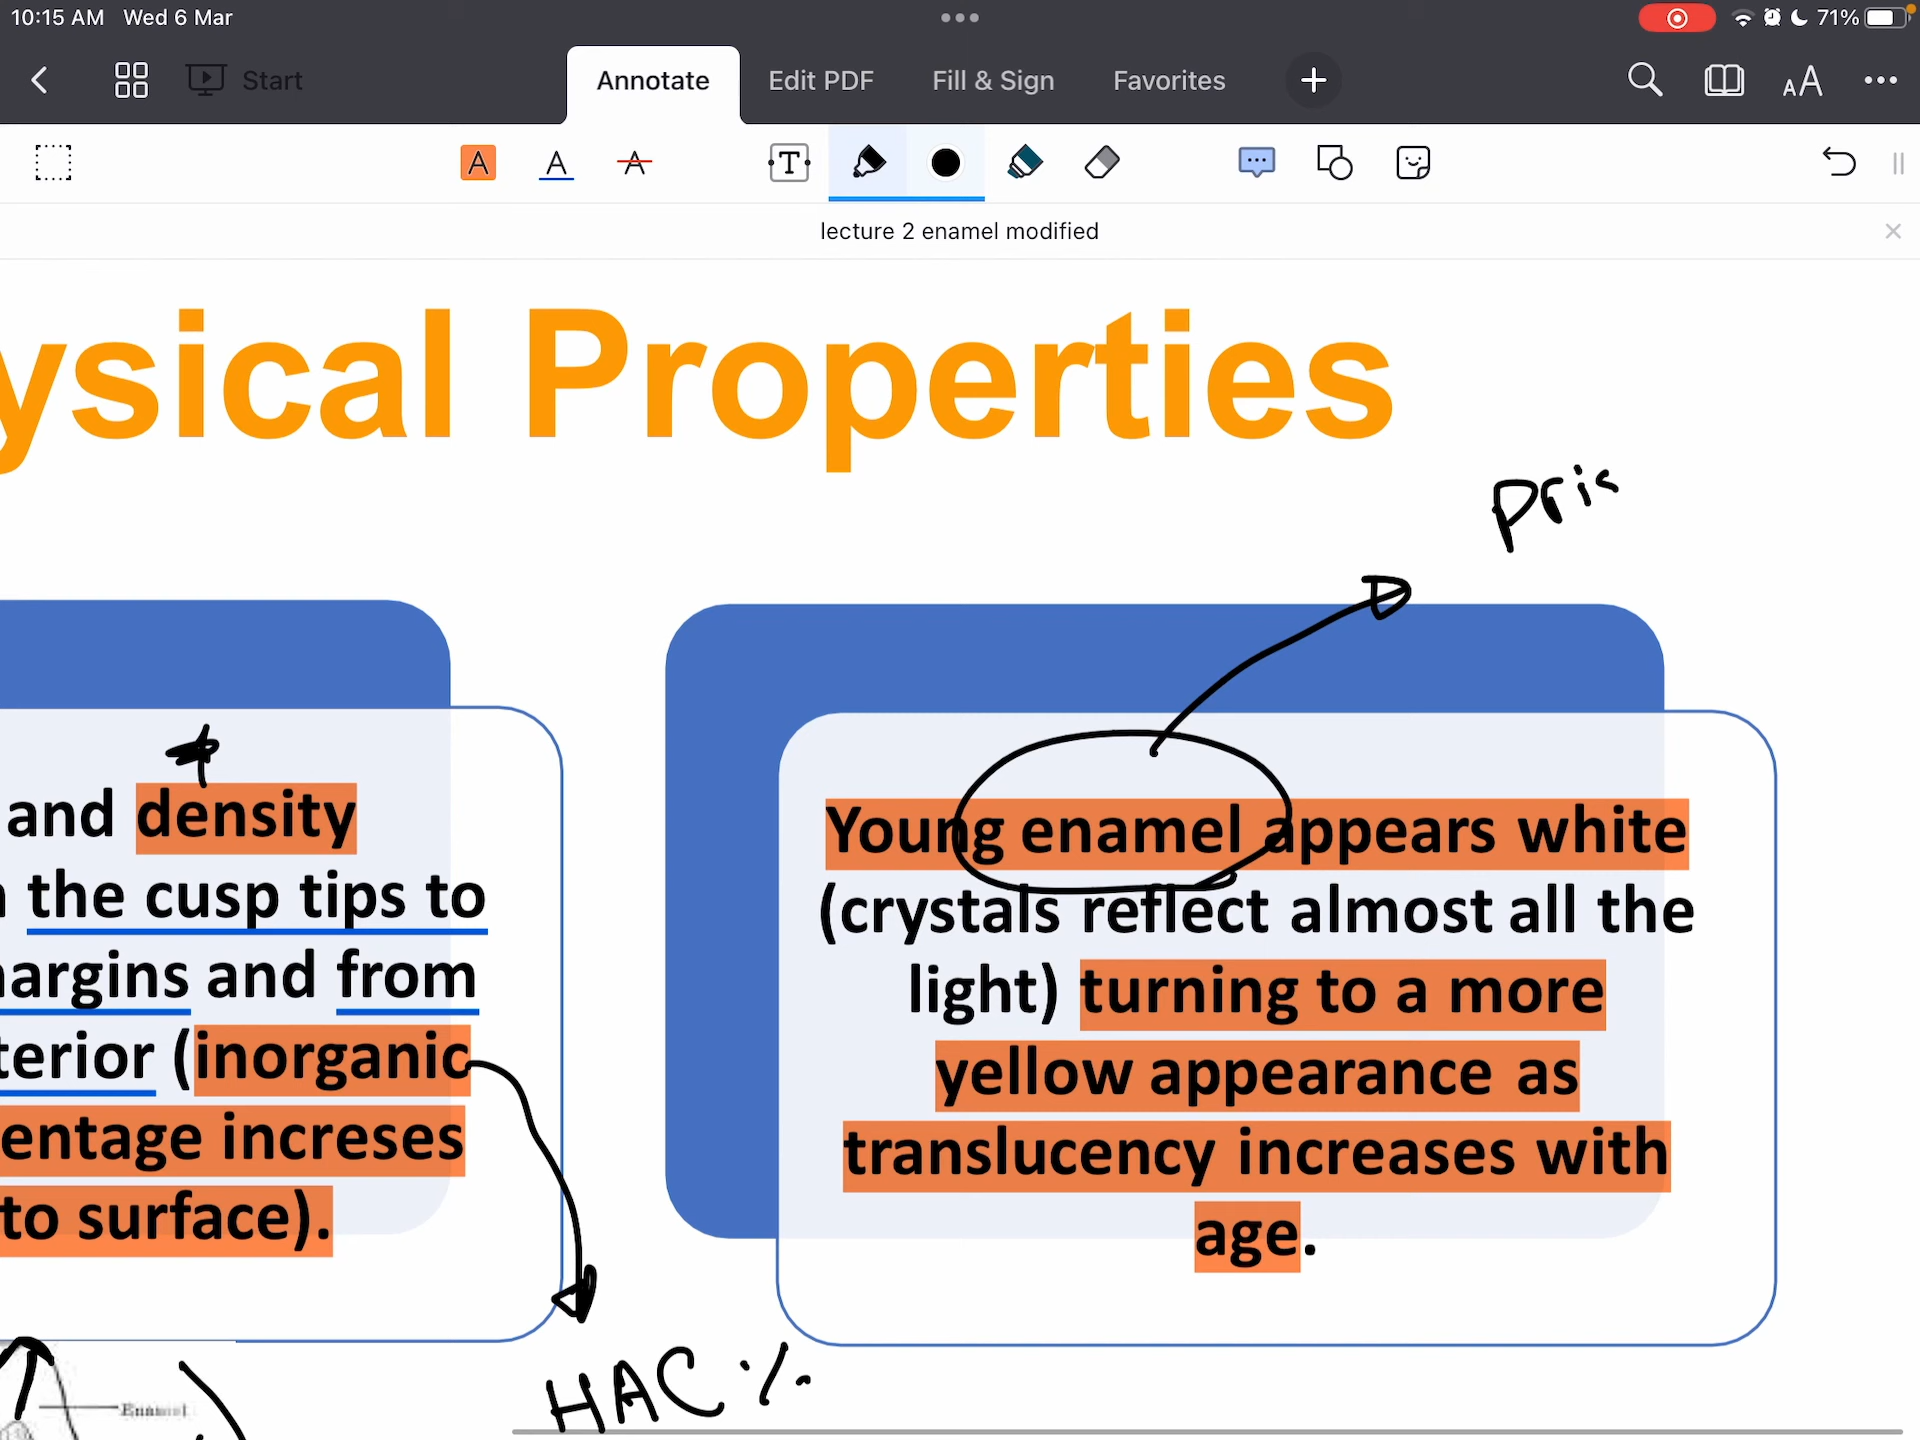 10:15 AM Wed 6 Mar
71%
Start
Annotate
Edit PDF
Fill & Sign
Favorites
AA
A A A T
lecture 2 enamel modified
ysical Properties
and density
the cusp tips to
argins and from
terior (inorganic
entage increses
to surface).
Young enamel appears white
(crystals reflect almost all the
light) turning to a more
yellow appearance as
translucency increases with
age.
HAC %
Enamel